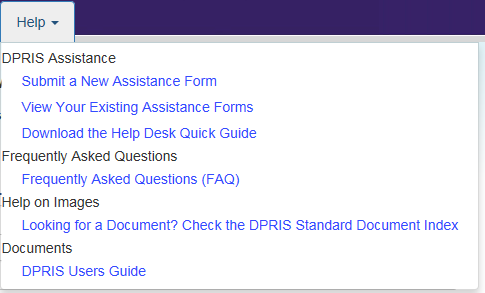 Help
DPRIS Assistance
Submit a New Assistance Form
View Your Existing Assistance Forms
Download the Help Desk Quick Guide
Frequently Asked Questions
Frequently Asked Questions (FAQ)
Help on Images
Looking for a Document? Check the DPRIS Standard Document Index
Documents
DPRIS Users Guide